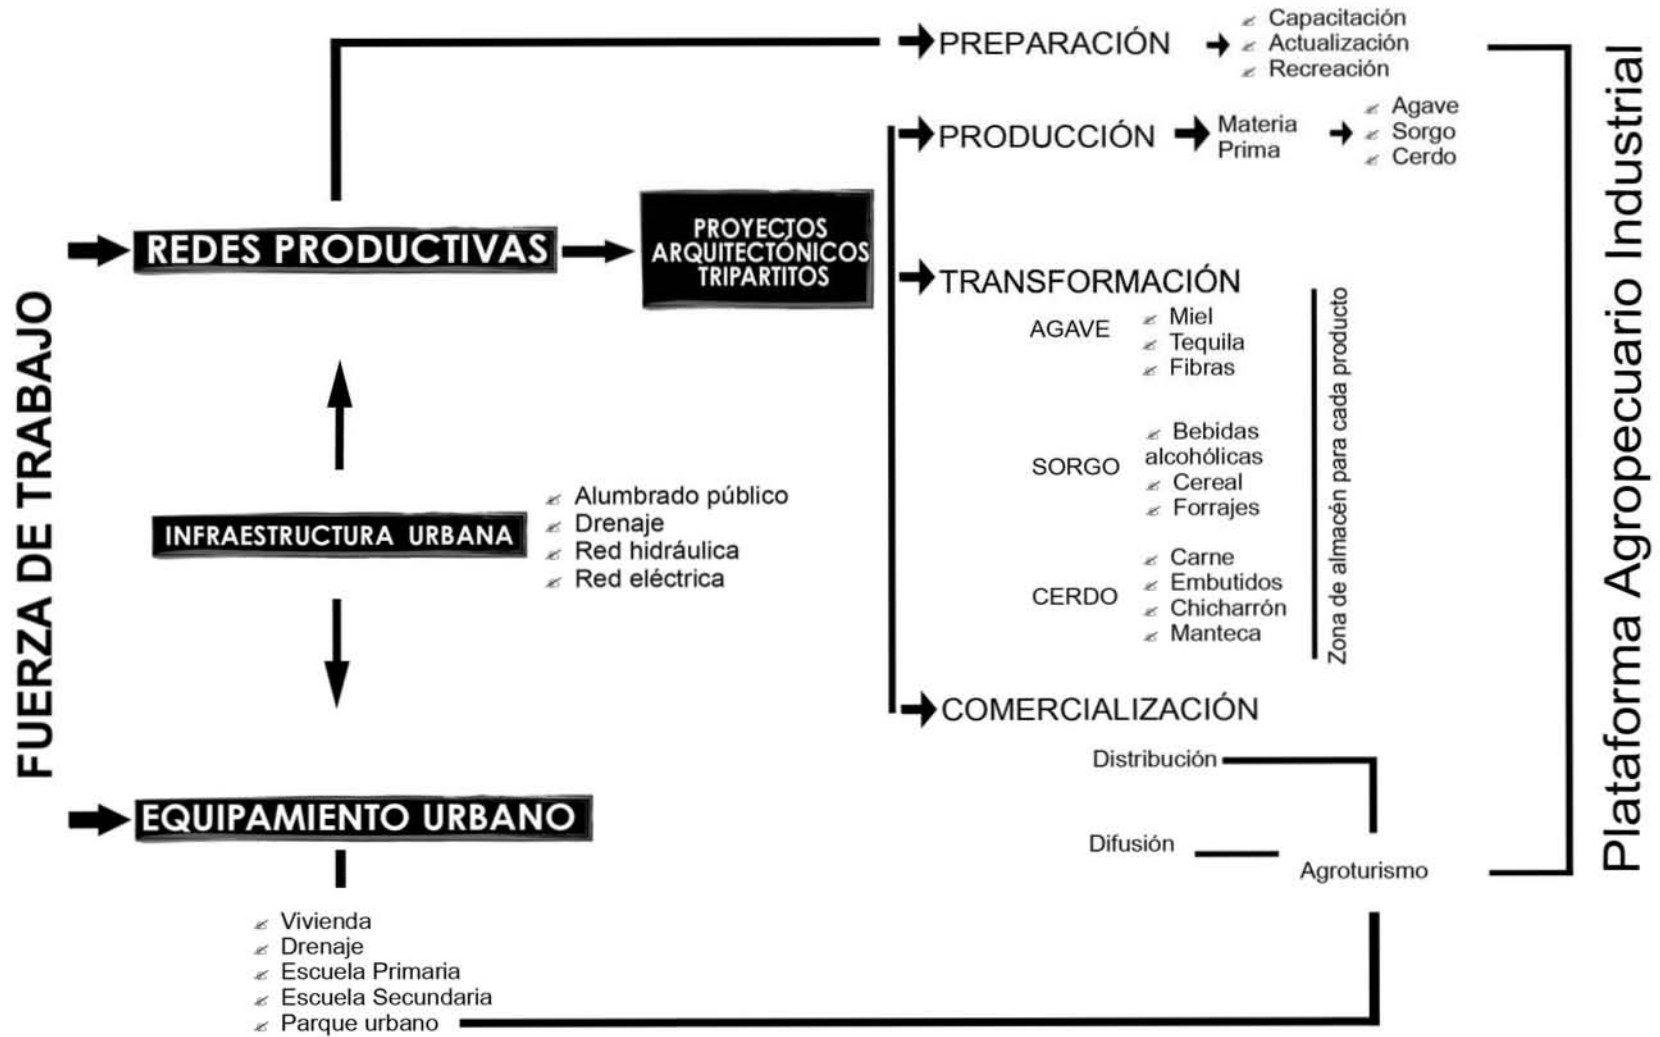 FUERZA DE TRABAJO
REDES PRODUCTIVAS
PROYECTOS
ARQUITECTÓNICOS
TRIPARTITOS
INFRAESTRUCTURA URBANA
Alumbrado público
Drenaje
Red hidráulica
Red eléctrica
EQUIPAMIENTO URBANO
Vivienda
Drenaje
Escuela Primaria
Escuela Secundaria
Parque urbano
PREPARACIÓN
Capacitación
Actualización
Recreación
PRODUCCIÓN
Materia
Prima
Agave
Sorgo
Cerdo
TRANSFORMACIÓN
AGAVE
Miel
Tequila
Fibras
SORGO
Bebidas
alcohólicas
Cereal
Forrajes
CERDO
Carne
Embutidos
Chicharrón
Manteca
Zona de almacén para cada producto
COMERCIALIZACIÓN
Distribución
Difusión
Agroturismo
Plataforma Agropecuario Industrial